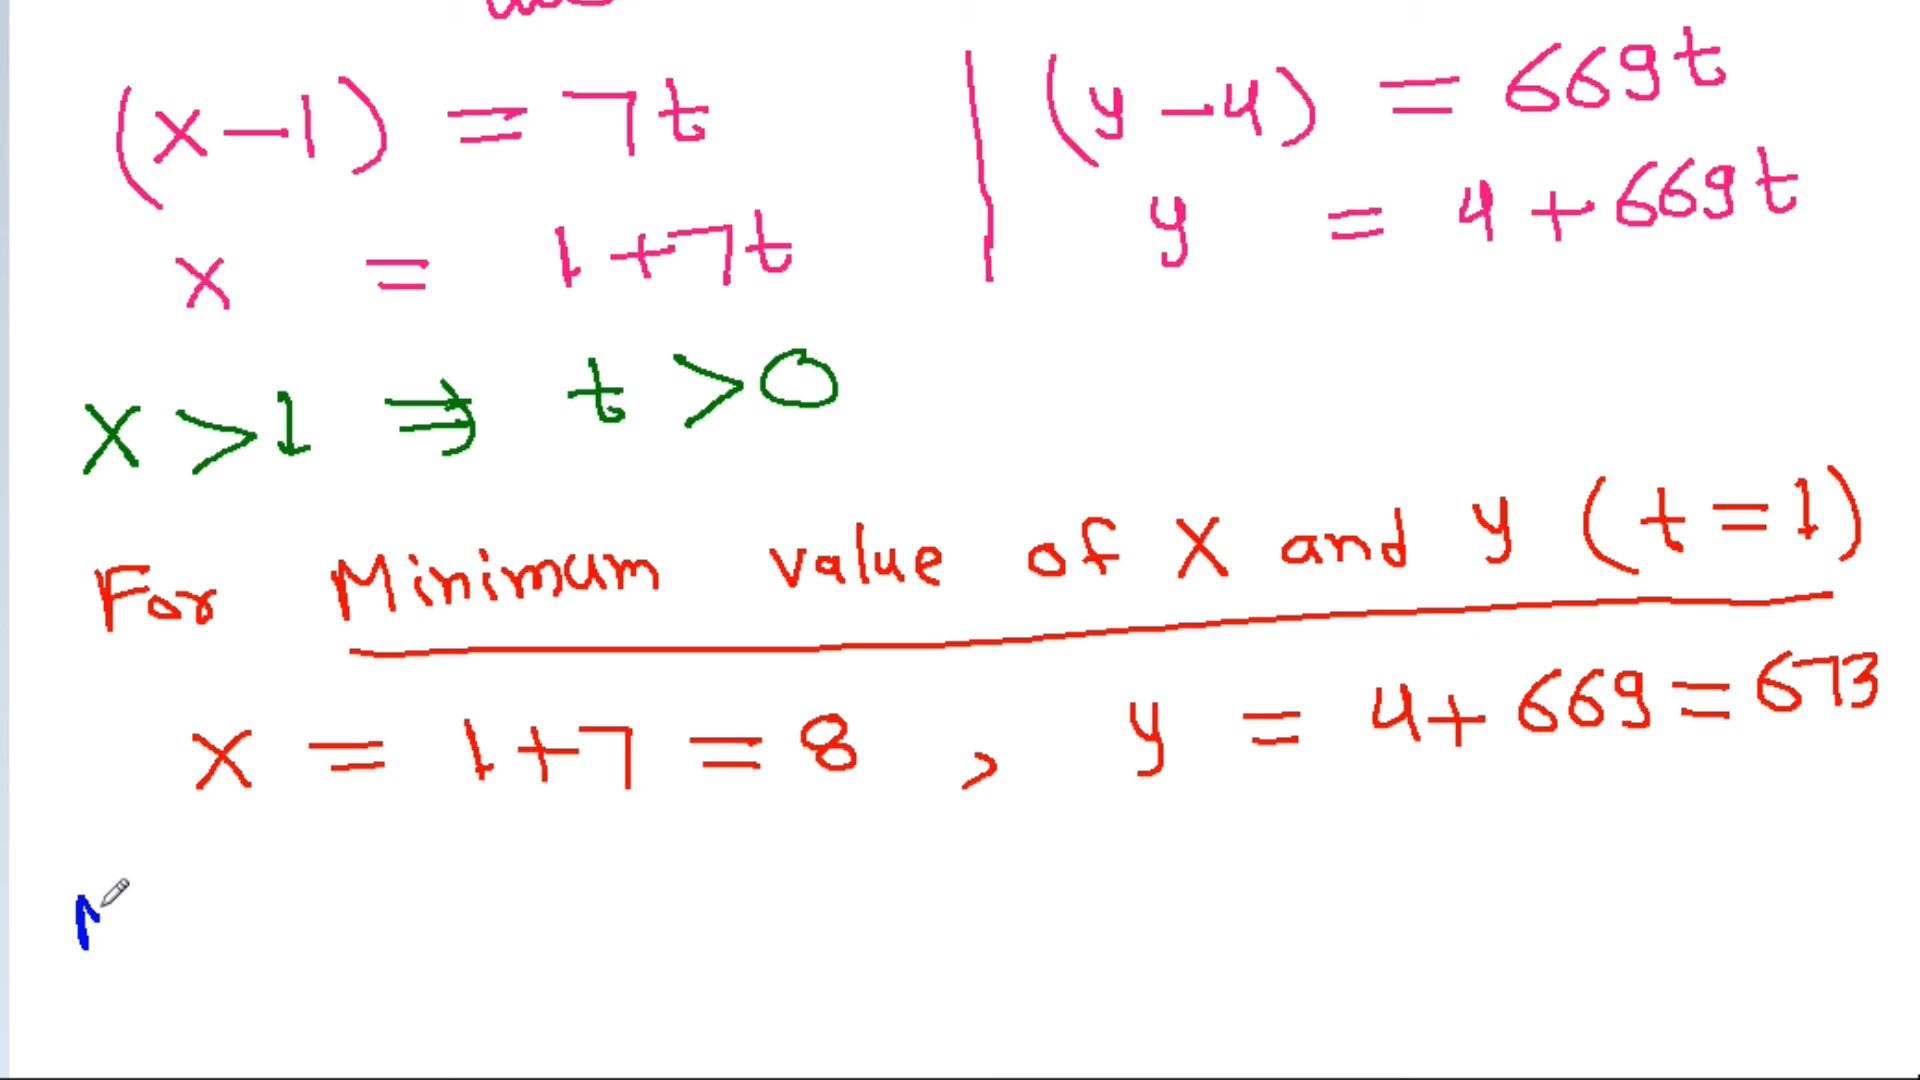 (x-1) = 7t | (y-4) = 669t
x = 1+7t | y = 4+669t
x>1 ⇒ t>0
For Minimum value of x and y (t=1)
x = 1+7 = 8 , y = 4+669=673